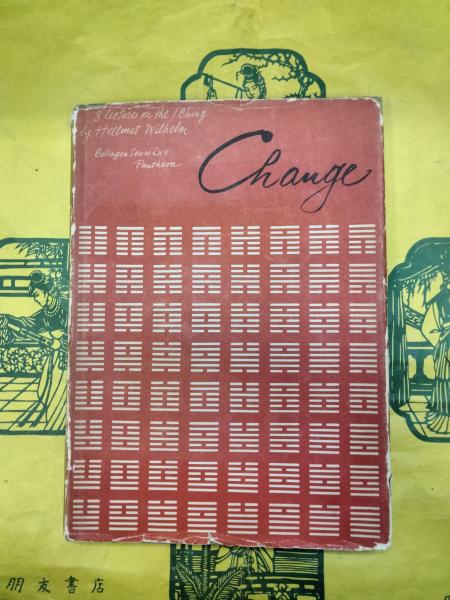 8 lectures on the I Ching
by Hellmut Wilhelm
Bollingen Series LXII
Pantheon
Change
朋友書店